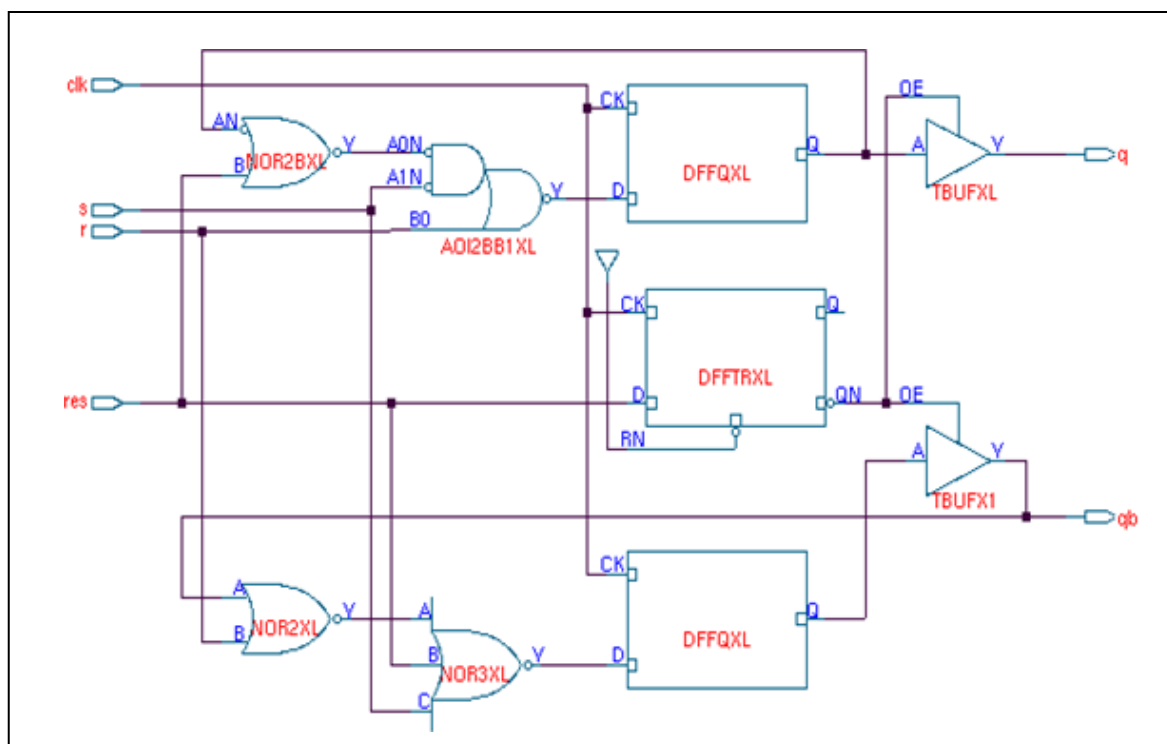 clk
AN
NOR2BXL
Y
B
A0N
A1N
B0
Y
AOI2BB1XL
CK
D
DFFQXL
Q
OE
A
Y
TBUFXL
q
s
r
CK
Q
DFFTRXL
D
QN
RN
OE
res
A
Y
TBUFX1
qb
A
B
NOR2XL
Y
A
B
C
NOR3XL
Y
CK
D
DFFQXL
Q